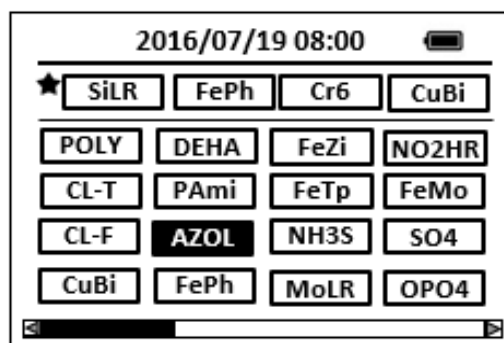 2016/07/19 08:00
SiLR FePh Cr6 CuBi
POLY DEHA FeZi NO2HR
CL-T PAmi FeTp FeMo
CL-F AZOL NH3S SO4
CuBi FePh MoLR OPO4